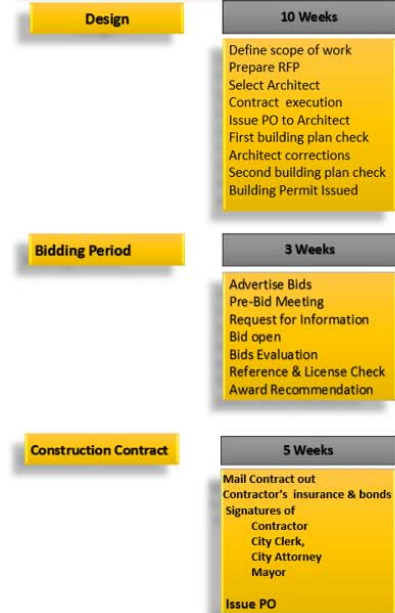 Design
10 Weeks
Define scope of work
Prepare RFP
Select Architect
Contract execution
Issue PO to Architect
First building plan check
Architect corrections
Second building plan check
Building Permit Issued
Bidding Period
3 Weeks
Advertise Bids
Pre-Bid Meeting
Request for Information
Bid open
Bids Evaluation
Reference & License Check
Award Recommendation
Construction Contract
5 Weeks
Mail Contract out
Contractor's insurance & bonds
Signatures of
Contractor
City Clerk,
City Attorney
Mayor
Issue PO